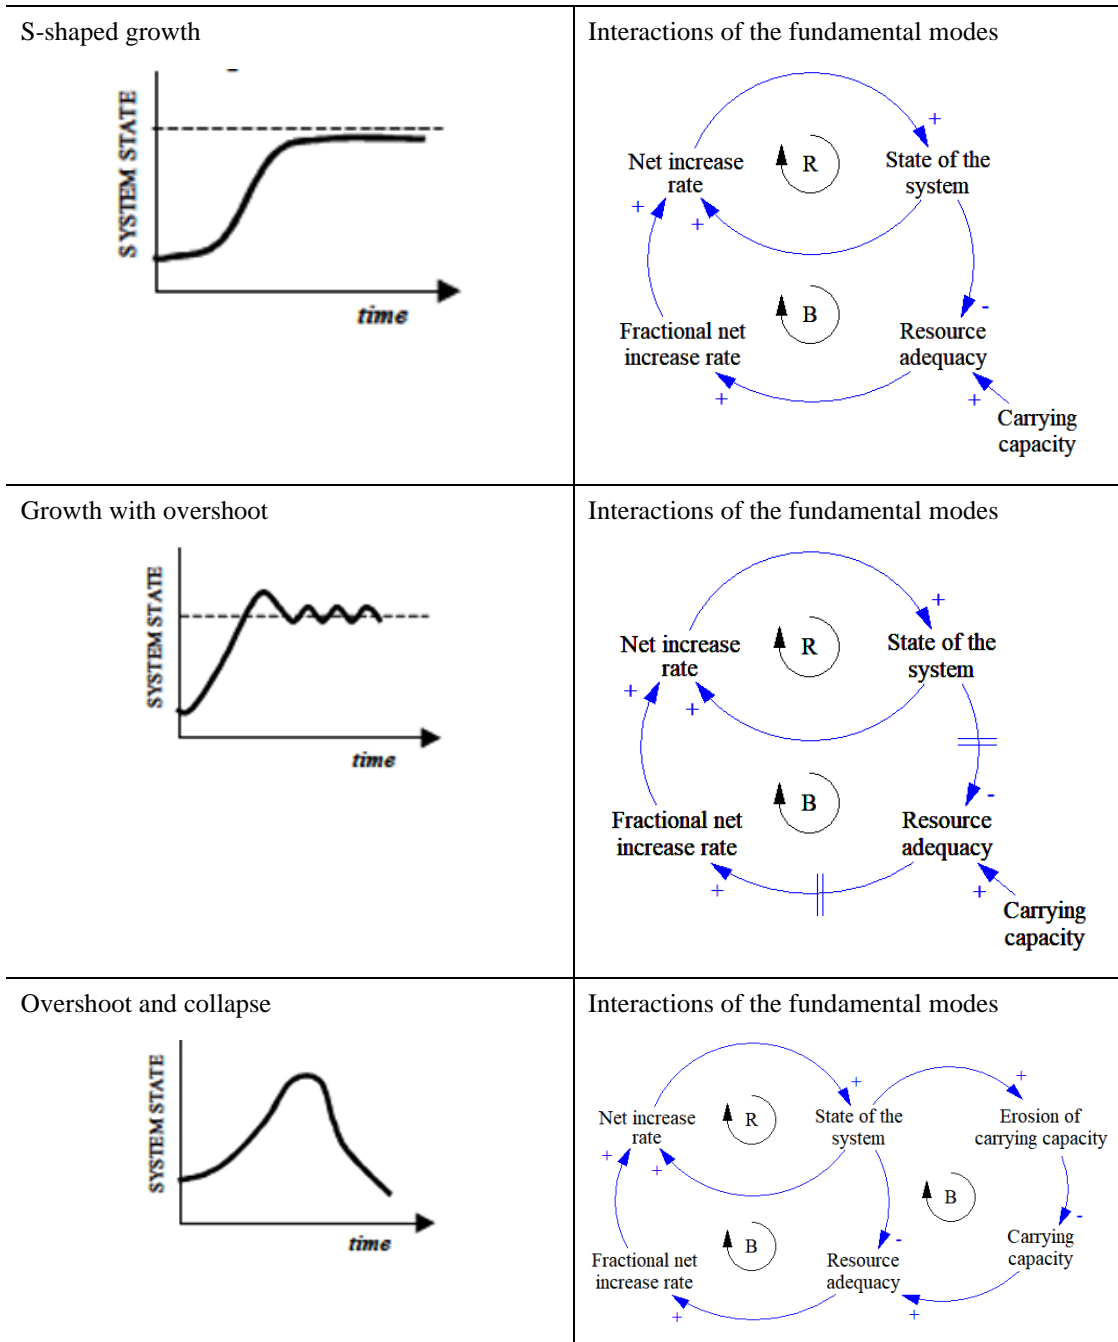 S-shaped growth
SYSTEM STATE
time
Interactions of the fundamental modes
+
Net increase
rate
R
State of the
system
+
+
B
-
Fractional net
increase rate
Resource
adequacy
+
+
Carrying
capacity
Growth with overshoot
SYSTEM STATE
time
Interactions of the fundamental modes
+
Net increase
rate
R
State of the
system
+
+
B
-
Fractional net
increase rate
Resource
adequacy
+
+
Carrying
capacity
Overshoot and collapse
SYSTEM STATE
time
Interactions of the fundamental modes
+
+
Net increase
rate
R
State of the
system
Erosion of
carrying capacity
+
+
B
-
B
-
Fractional net
increase rate
Resource
adequacy
Carrying
capacity
+
+